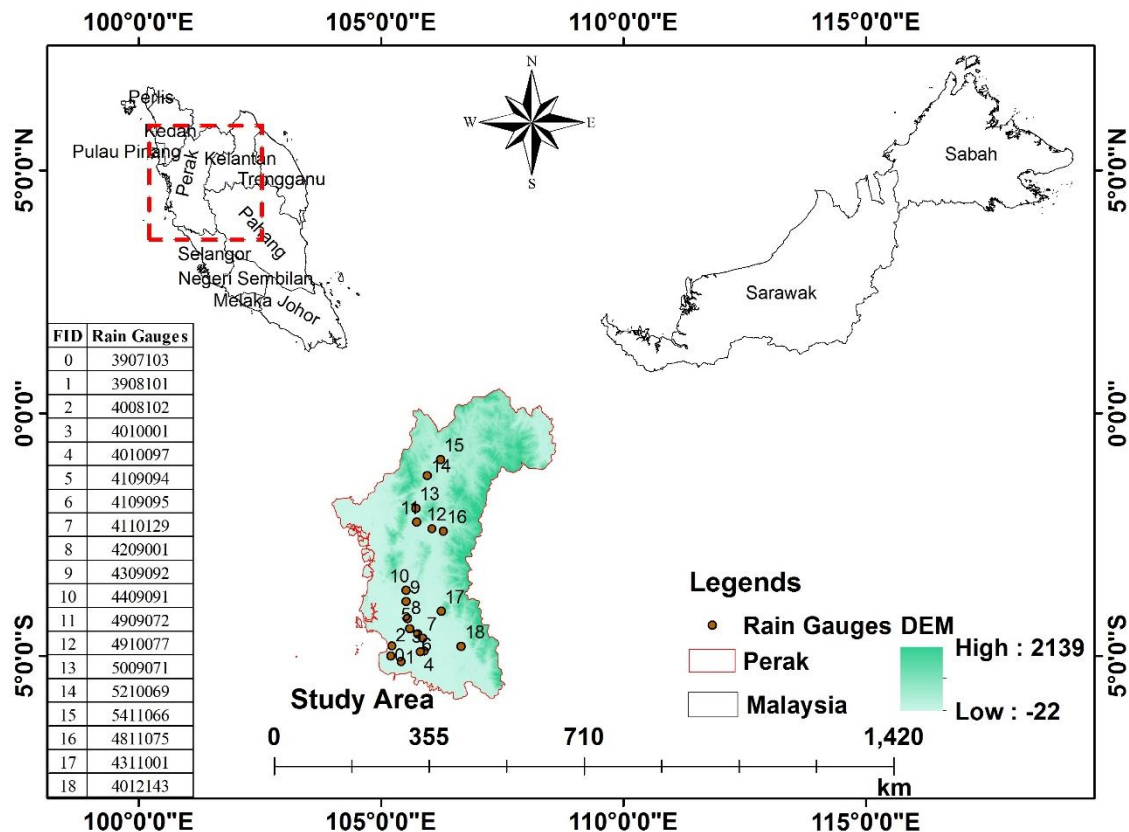 100°0'0"E 105°0'0"E 110°0'0"E 115°0'0"E
5°0'0"N
0°0'0"
5°0'0"S
5°0'0"N
0°0'0"
5°0'0"S
N
W E
S
Perlis
Kedah
Pulau Pinang
Perak
Kelantan
Trengganu
Pahang
Selangor
Negeri Sembilan
Melaka
Johor
Sabah
Sarawak
FID Rain Gauges
0 3907103
1 3908101
2 4008102
3 4010001
4 4010097
5 4109094
6 4109095
7 4110129
8 4209001
9 4309092
10 4409091
11 4909072
12 4910077
13 5009071
14 5210069
15 5411066
16 4811075
17 4311001
18 4012143
15
14
13
11 12 16
10
9
8
17
5
7
2 3 6 18
0 1 4
Study Area
Legends
Rain Gauges
Perak
Malaysia
DEM
High : 2139
Low : -22
0 355 710 1,420
km
100°0'0"E 105°0'0"E 110°0'0"E 115°0'0"E